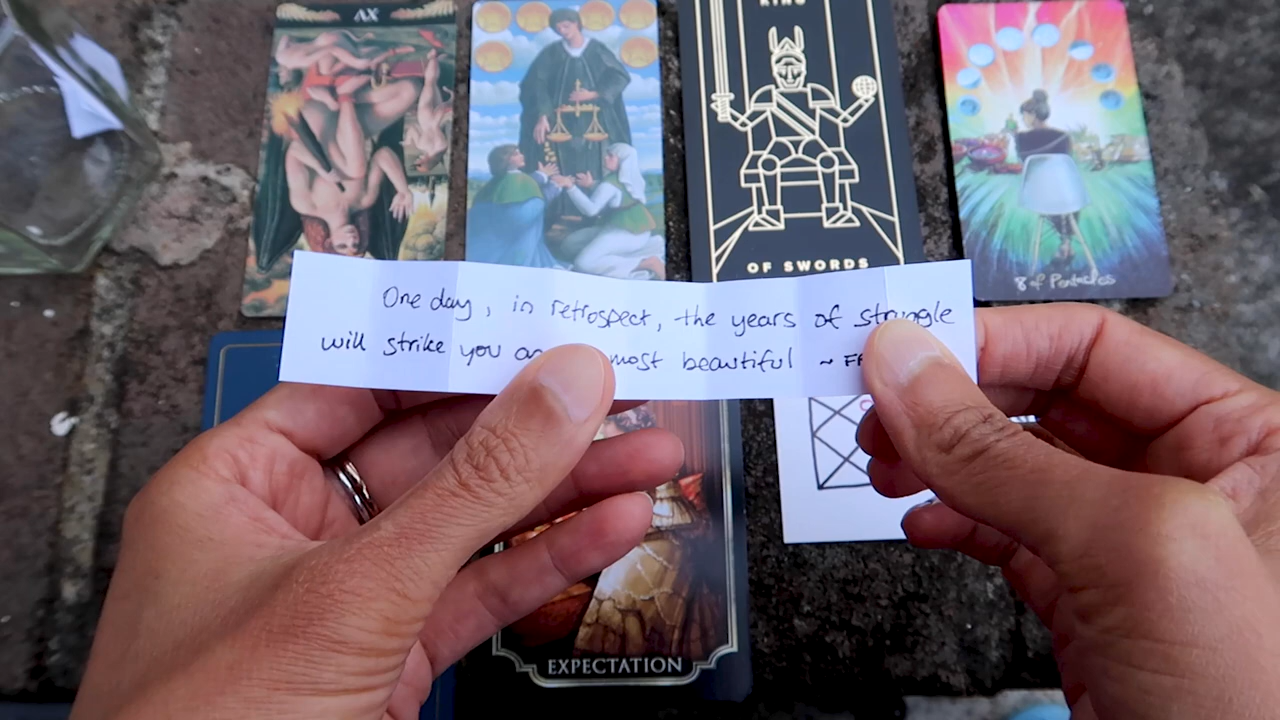 XV
KING
OF SWORDS
8 of Pentacles
One day, in retrospect, the years of struggle
will strike you most beautiful ~
EXPECTATION